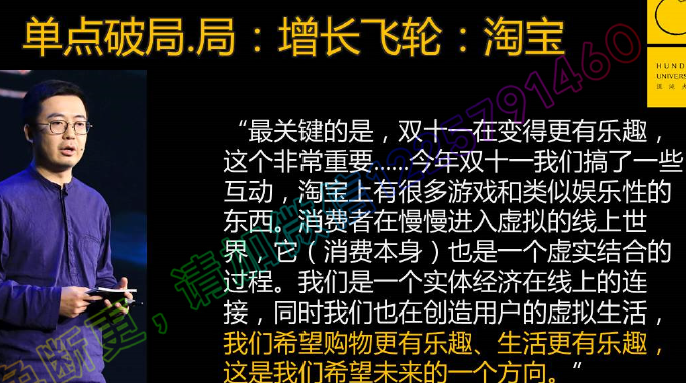 单点破局.局：增长飞轮：淘宝
HUND
UNIVERS
“最关键的是，双十一在变得更有乐趣，
这个非常重要……今年双十一我们搞了一些
互动，淘宝上有很多游戏和类似娱乐性的
东西。消费者在慢慢进入虚拟的线上世
界，它（消费本身）也是一个虚实结合的
过程。我们是一个实体经济在线上的连
接，同时我们也在创造用户的虚拟生活，
我们希望购物更有乐趣、生活更有乐趣，
这是我们希望未来的一个方向。“
断更，请加微信